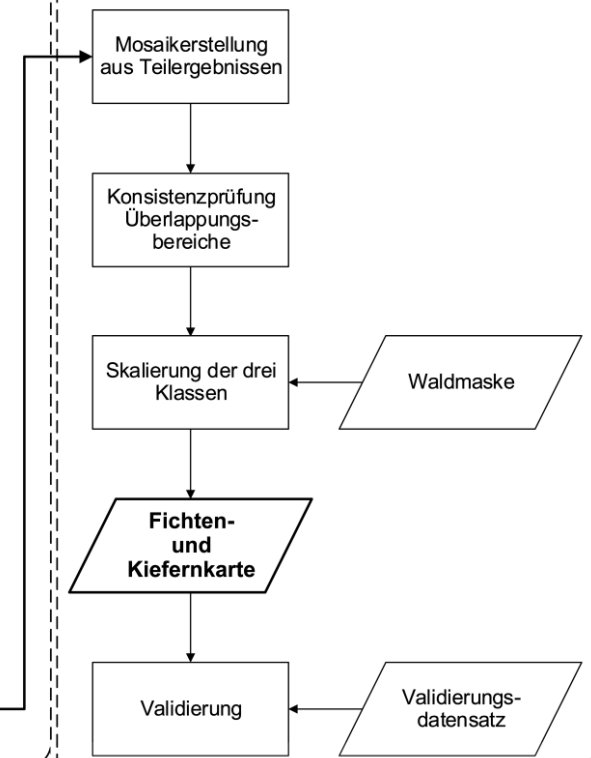 Mosaikerstellung
aus Teilergebnissen
Konsistenzprüfung
Überlappungs-
bereiche
Skalierung der drei
Klassen
Waldmaske
Fichten-
und
Kiefernkarte
Validierung
Validierungs-
datensatz